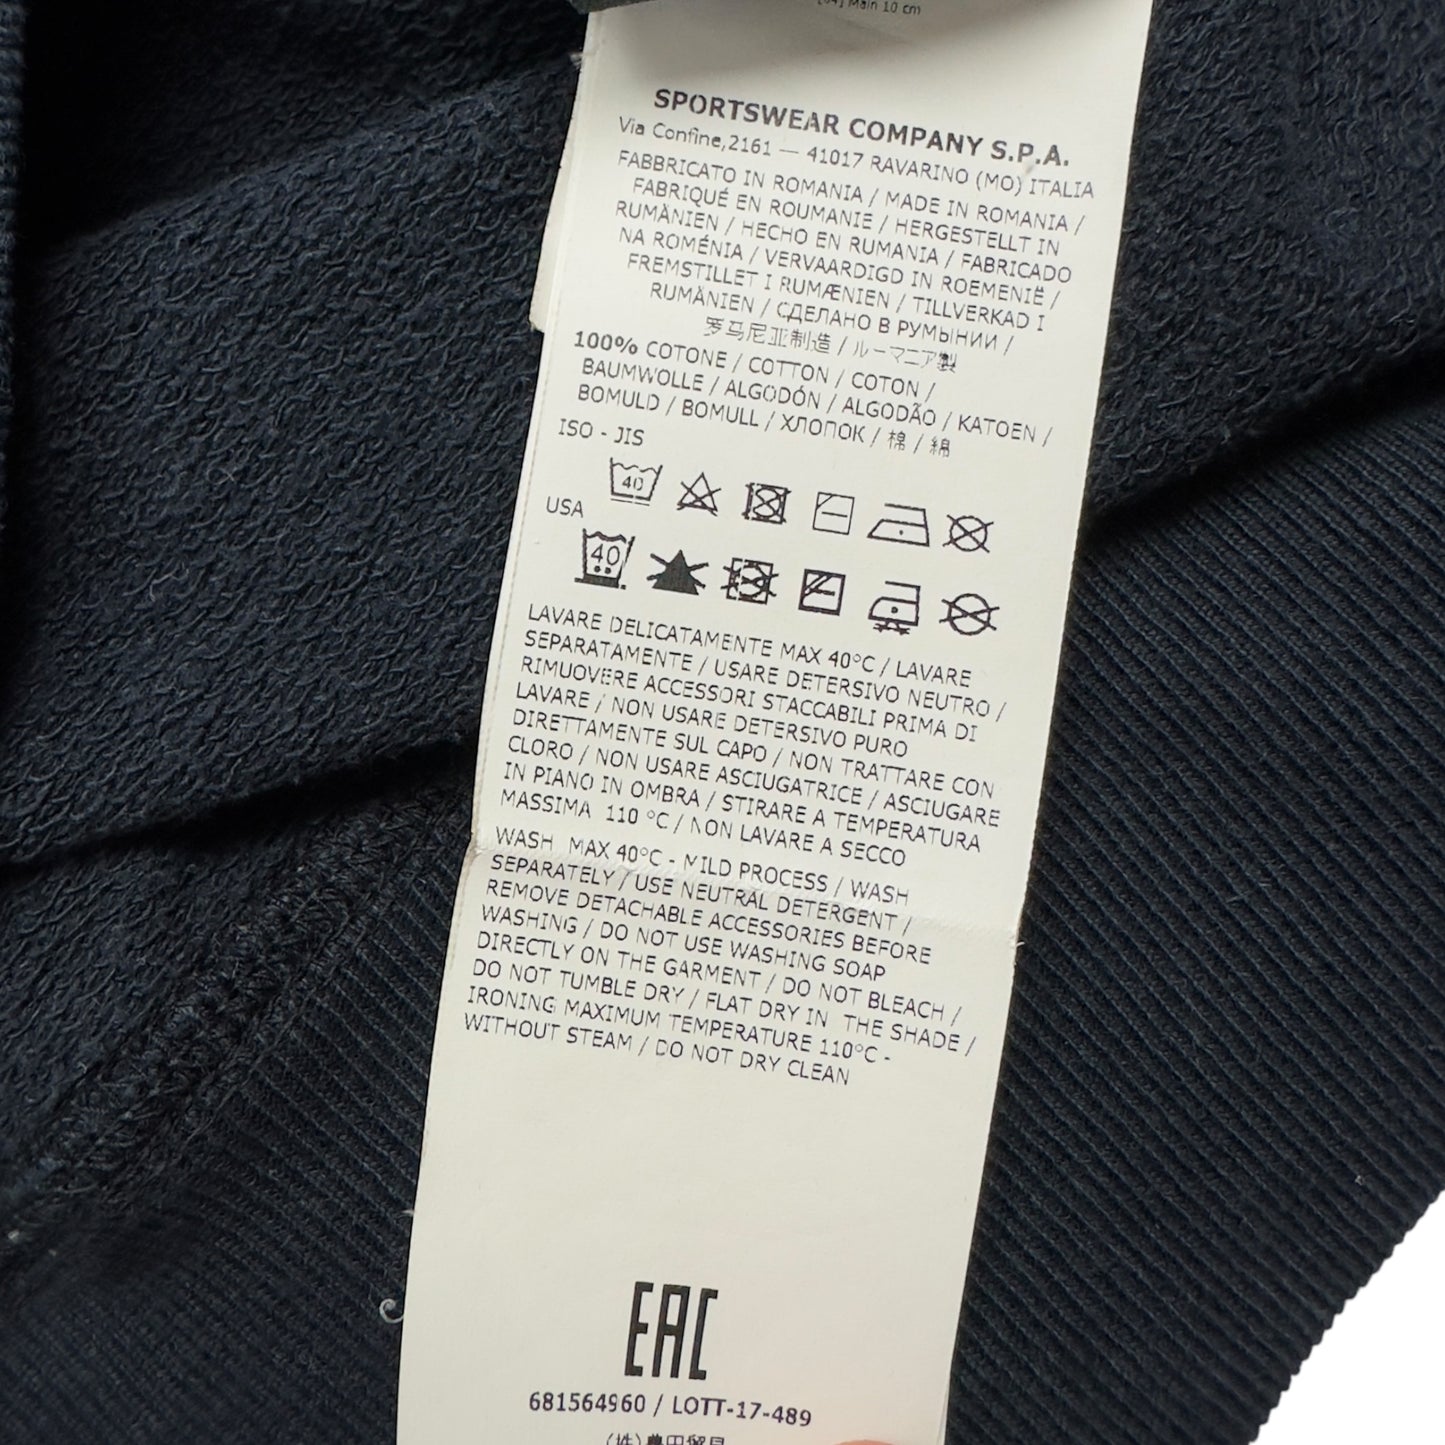 Main 10 cm
SPORTSWEAR COMPANY S.P.A.
Via Confine,2161 — 41017 RAVARINO (MO) ITALIA
FABBRICATO IN ROMANIA / MADE IN ROMANIA /
FABRIQUÉ EN ROUMANIE / HERGESTELLT IN
RUMÄNIEN / HECHO EN RUMANIA / FABRICADO
NA ROMÉNIA / VERVAARDIGD IN ROEMENIË /
FREMSTILLET I RUMÆNIEN / TILLVERKAD I
RUMÄNIEN / СДЕЛАНО В РУМЫНИИ /
罗马尼亚制造 / ルーマニア製
100% COTONE / COTTON / COTON /
BAUMWOLLE / ALGODÓN / ALGODÃO / KATOEN /
BOMULD / BOMULL / ХЛОПОК / 棉 / 綿
ISO - JIS
40
USA
40
LAVARE DELICATAMENTE MAX 40°C / LAVARE
SEPARATAMENTE / USARE DETERSIVO NEUTRO /
RIMUOVERE ACCESSORI STACCABILI PRIMA DI
LAVARE / NON USARE DETERSIVO PURO
DIRETTAMENTE SUL CAPO / NON TRATTARE CON
CLORO / NON USARE ASCIUGATRICE / ASCIUGARE
IN PIANO IN OMBRA / STIRARE A TEMPERATURA
MASSIMA 110 °C / NON LAVARE A SECCO
WASH MAX 40°C - MILD PROCESS / WASH
SEPARATELY / USE NEUTRAL DETERGENT /
REMOVE DETACHABLE ACCESSORIES BEFORE
WASHING / DO NOT USE WASHING SOAP
DIRECTLY ON THE GARMENT / DO NOT BLEACH /
DO NOT TUMBLE DRY / FLAT DRY IN THE SHADE /
IRONING MAXIMUM TEMPERATURE 110°C -
WITHOUT STEAM / DO NOT DRY CLEAN
EAC
681564960 / LOTT-17-489